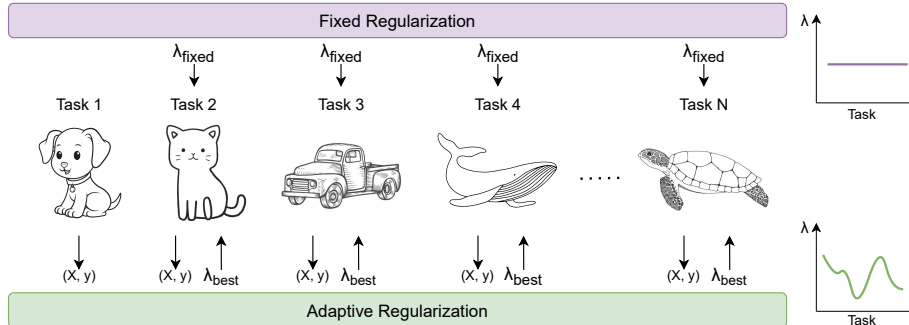 Fixed Regularization
λfixed λfixed λfixed λfixed
Task 1 Task 2 Task 3 Task 4 Task N
.....
(X, y) (X, y) λbest (X, y) λbest (X, y) λbest (X, y) λbest
Adaptive Regularization
λ
Task
λ
Task